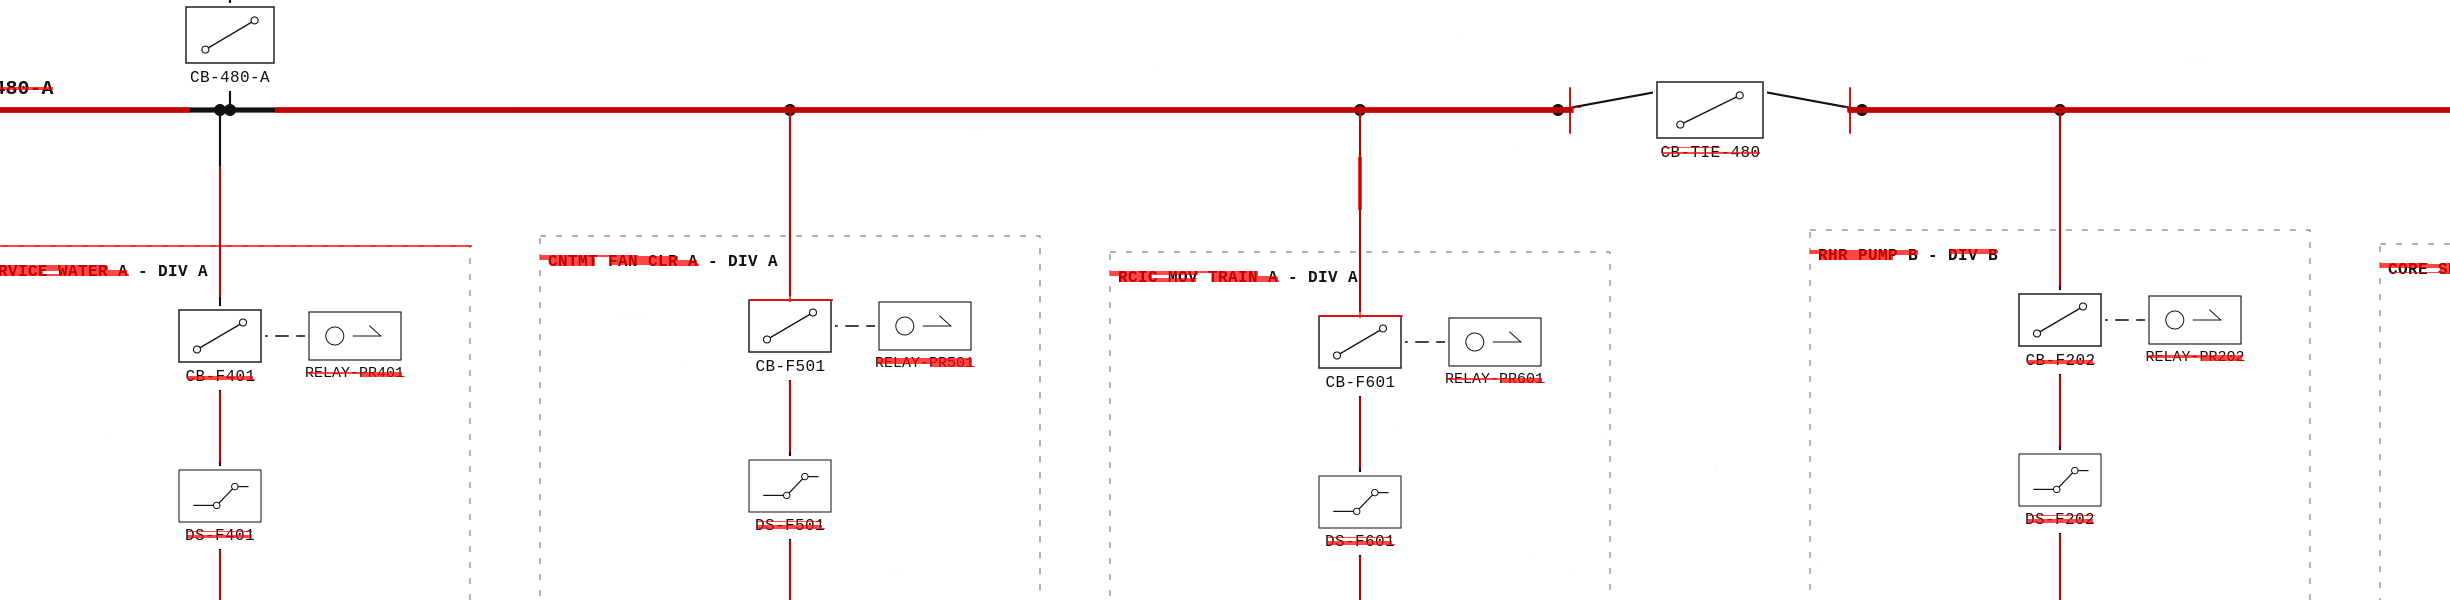 CB-480-A
480-A
CB-TIE-480
RVICE WATER A - DIV A
CNTMT FAN CLR A - DIV A
RCIC MOV TRAIN A - DIV A
RHR PUMP B - DIV B
CORE S
CB-F401
RELAY-PR401
CB-F501
RELAY-PR501
CB-F601
RELAY-PR601
CB-F202
RELAY-PR202
DS-F401
DS-F501
DS-F601
DS-F202